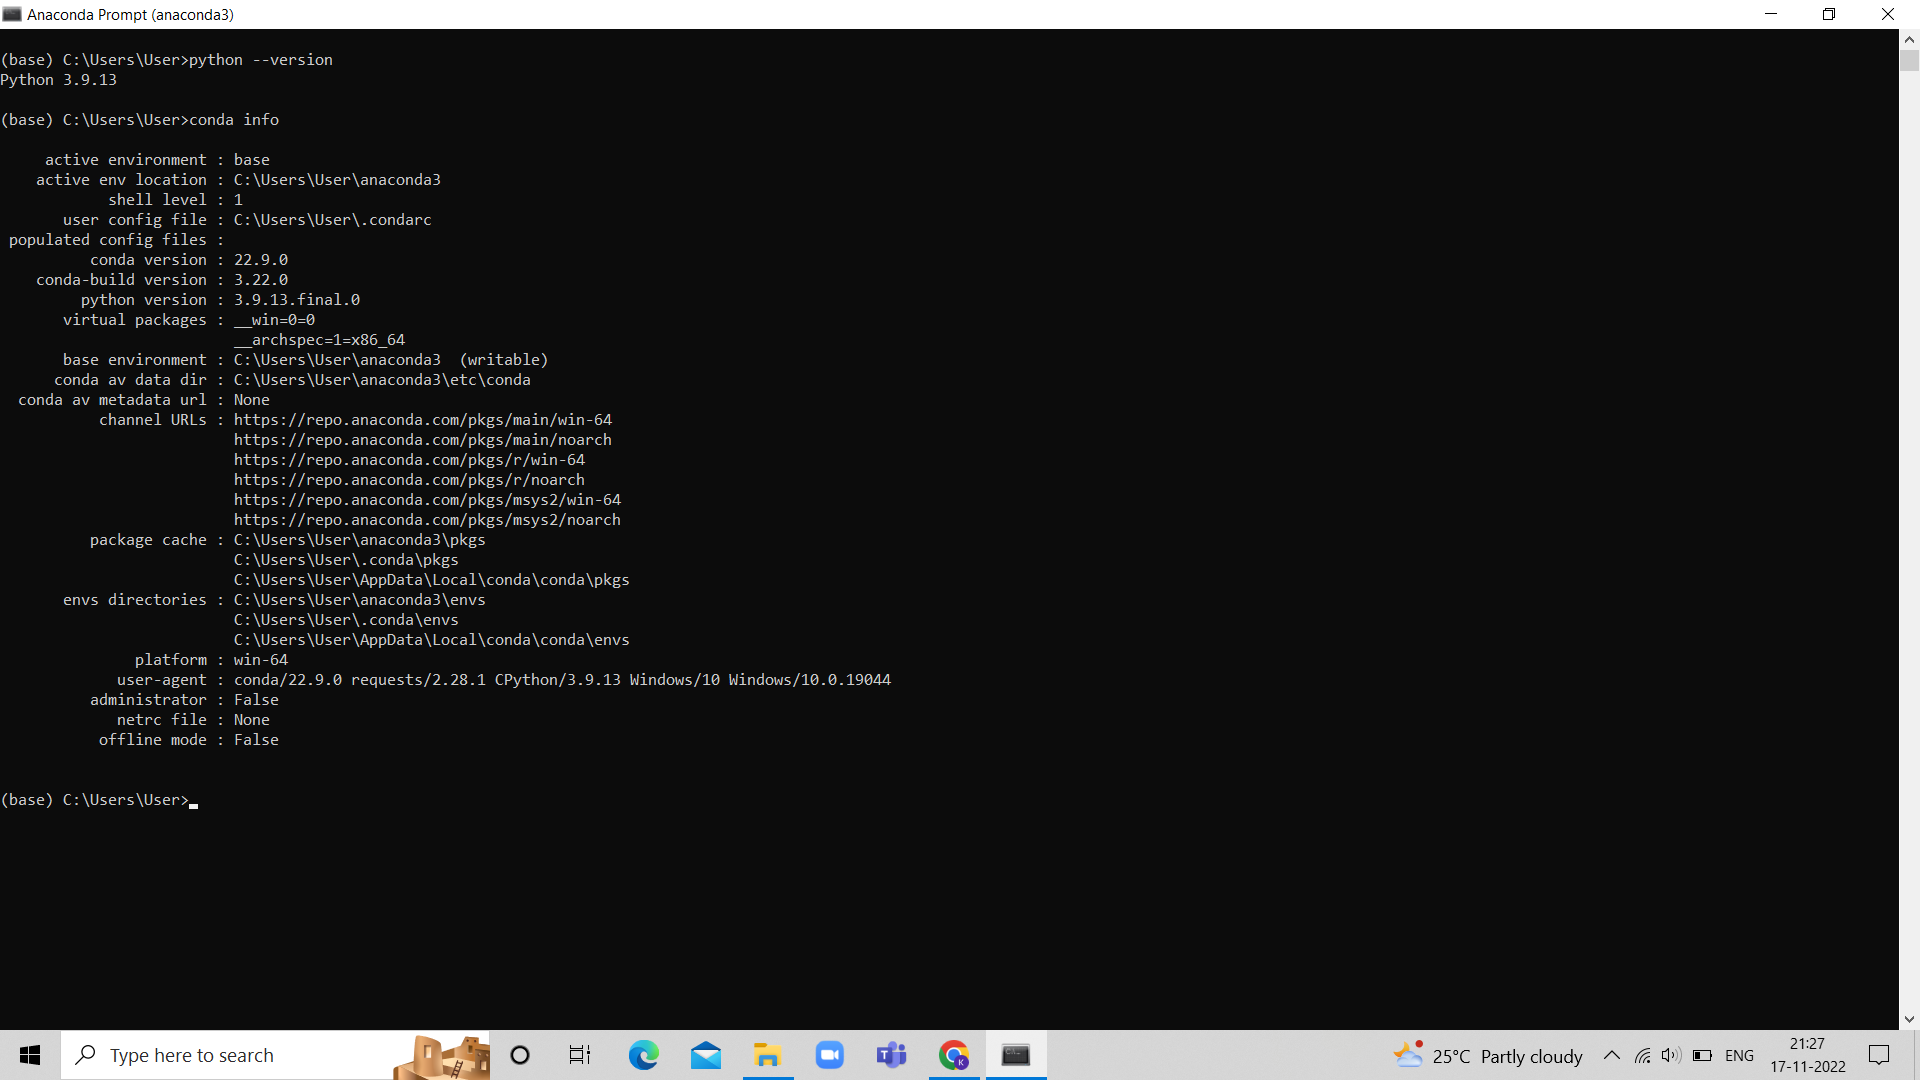 Anaconda Prompt (anaconda3)
(base) C:\Users\User>python --version
Python 3.9.13
(base) C:\Users\User>conda info
active environment : base
active env location : C:\Users\User\anaconda3
shell level : 1
user config file : C:\Users\User\.condarc
populated config files :
conda version : 22.9.0
conda-build version : 3.22.0
python version : 3.9.13.final.0
virtual packages : __win=0=0
__archspec=1=x86_64
base environment : C:\Users\User\anaconda3  (writable)
conda av data dir : C:\Users\User\anaconda3\etc\conda
conda av metadata url : None
channel URLs : https://repo.anaconda.com/pkgs/main/win-64
https://repo.anaconda.com/pkgs/main/noarch
https://repo.anaconda.com/pkgs/r/win-64
https://repo.anaconda.com/pkgs/r/noarch
https://repo.anaconda.com/pkgs/msys2/win-64
https://repo.anaconda.com/pkgs/msys2/noarch
package cache : C:\Users\User\anaconda3\pkgs
C:\Users\User\.conda\pkgs
C:\Users\User\AppData\Local\conda\conda\pkgs
envs directories : C:\Users\User\anaconda3\envs
C:\Users\User\.conda\envs
C:\Users\User\AppData\Local\conda\conda\envs
platform : win-64
user-agent : conda/22.9.0 requests/2.28.1 CPython/3.9.13 Windows/10 Windows/10.0.19044
administrator : False
netrc file : None
offline mode : False
(base) C:\Users\User>
Type here to search
25°C Partly cloudy
ENG
21:27
17-11-2022